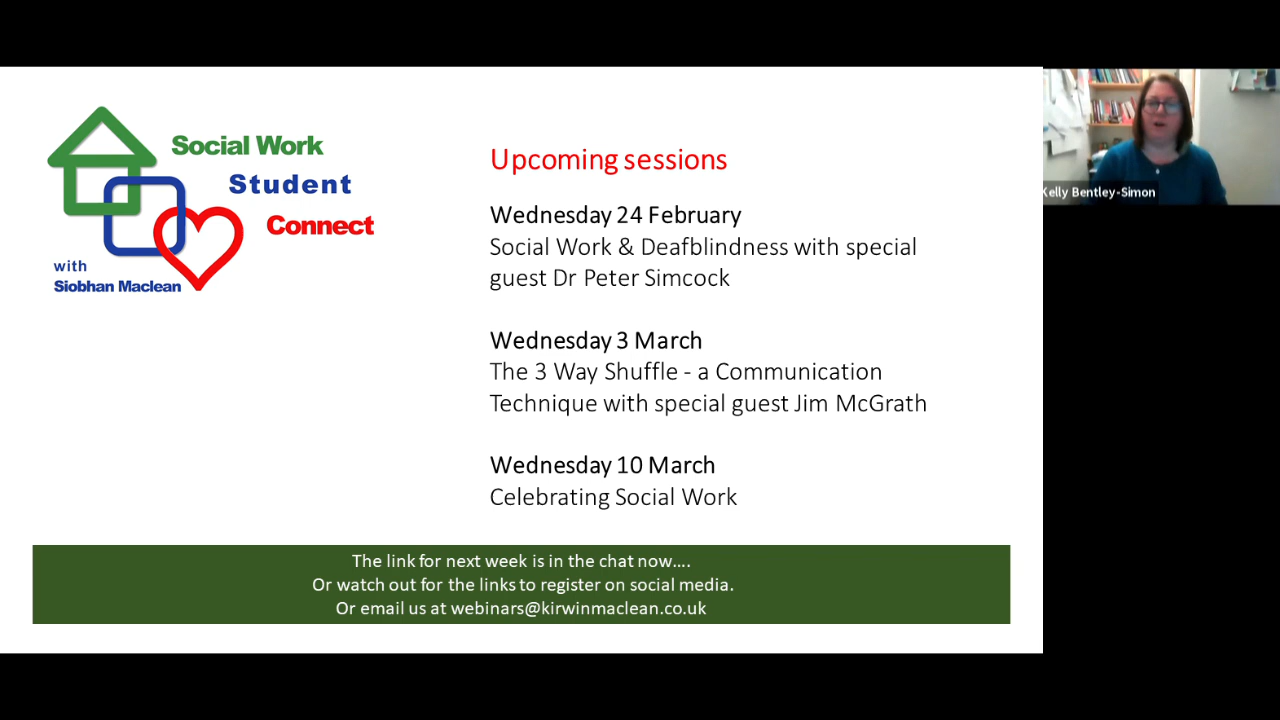 Social Work
Student
Connect
with
Siobhan Maclean
Upcoming sessions
Wednesday 24 February
Social Work & Deafblindness with special
guest Dr Peter Simcock
Wednesday 3 March
The 3 Way Shuffle - a Communication
Technique with special guest Jim McGrath
Wednesday 10 March
Celebrating Social Work
The link for next week is in the chat now....
Or watch out for the links to register on social media.
Or email us at webinars@kirwinmaclean.co.uk
Kelly Bentley-Simon